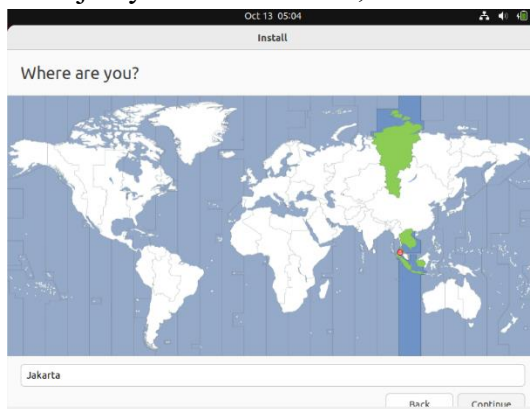 Oct 13 05:04
Install
Where are you?
Jakarta
Back Continue